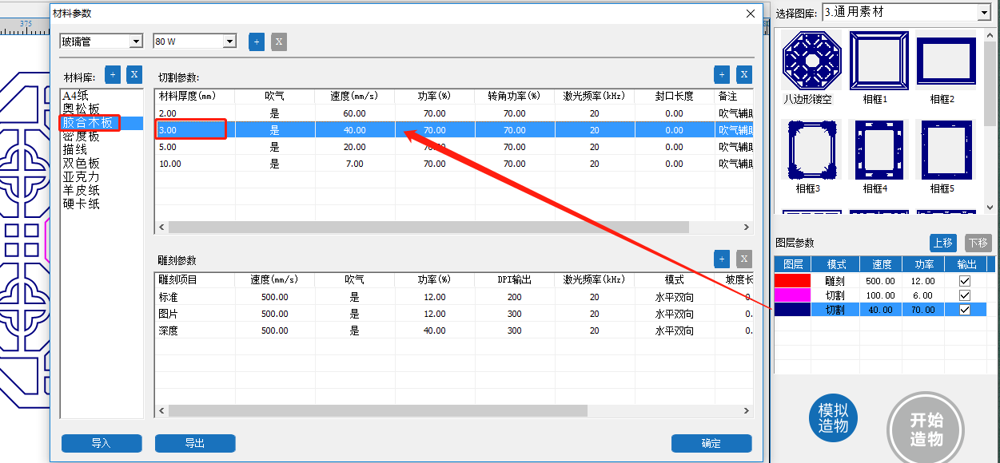 375
材料参数
玻璃管
80 W
+
X
材料库:
+
X
A4纸
奥松板
胶合木板
密度板
描线
双色板
亚克力
羊皮纸
硬卡纸
切割参数:
+
X
材料厚度(mm) 吹气 速度(mm/s) 功率(%) 转角功率(%) 激光频率(kHz) 封口长度 备注
2.00 是 60.00 70.00 70.00 20 0.00 吹气辅助
3.00 是 40.00 70.00 70.00 20 0.00 吹气辅助
5.00 是 20.00 70.00 70.00 20 0.00 吹气辅助
10.00 是 7.00 70.00 70.00 20 0.00 吹气辅助
雕刻参数
+
X
雕刻项目 速度(mm/s) 吹气 功率(%) DPI输出 激光频率(kHz) 模式 坡度长
标准 500.00 是 12.00 200 20 水平双向 0.
图片 500.00 是 12.00 300 20 水平双向 0.
深度 500.00 是 40.00 300 20 水平双向 0.
导入
导出
确定
选择图库: 3.通用素材
八边形镂空 相框1 相框2
相框3 相框4 相框5
图层参数
上移
下移
图层 模式 速度 功率 输出
雕刻 500.00 12.00
切割 100.00 6.00
切割 40.00 70.00
模拟
造物
开始
造物